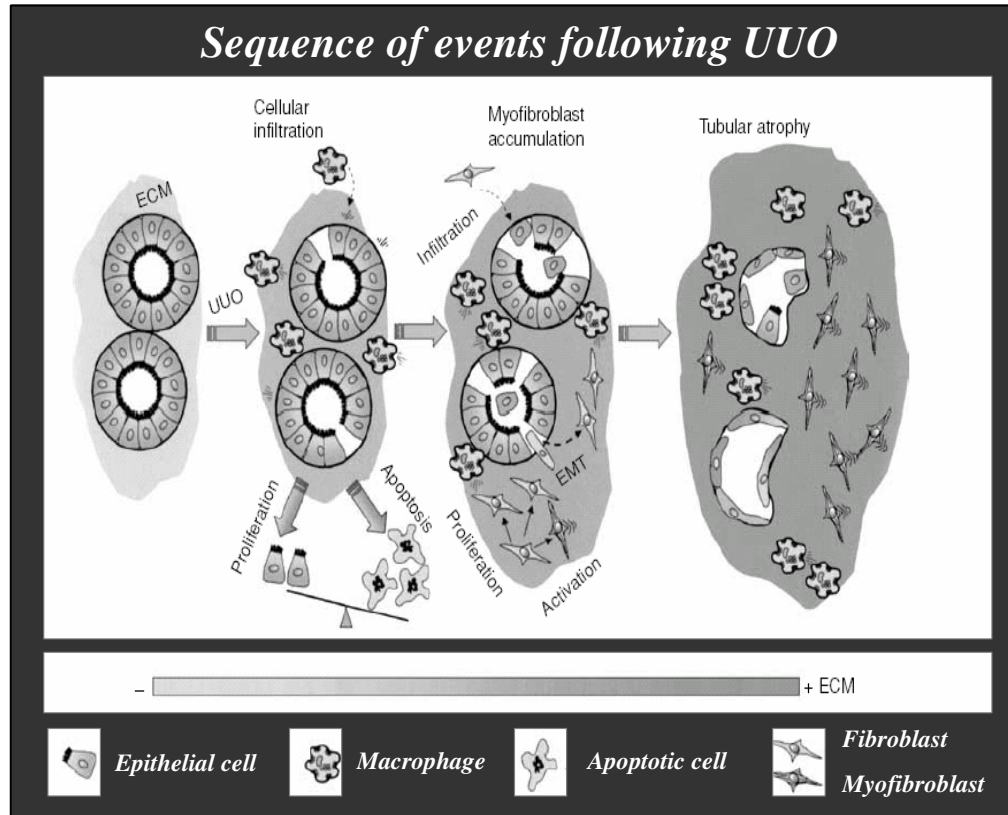 Sequence of events following UUO
Cellular
infiltration
Myofibroblast
accumulation
Tubular atrophy
ECM
UUO
Infiltration
EMT
Proliferation
Apoptosis
Proliferation
Activation
– + ECM
Epithelial cell
Macrophage
Apoptotic cell
Fibroblast
Myofibroblast